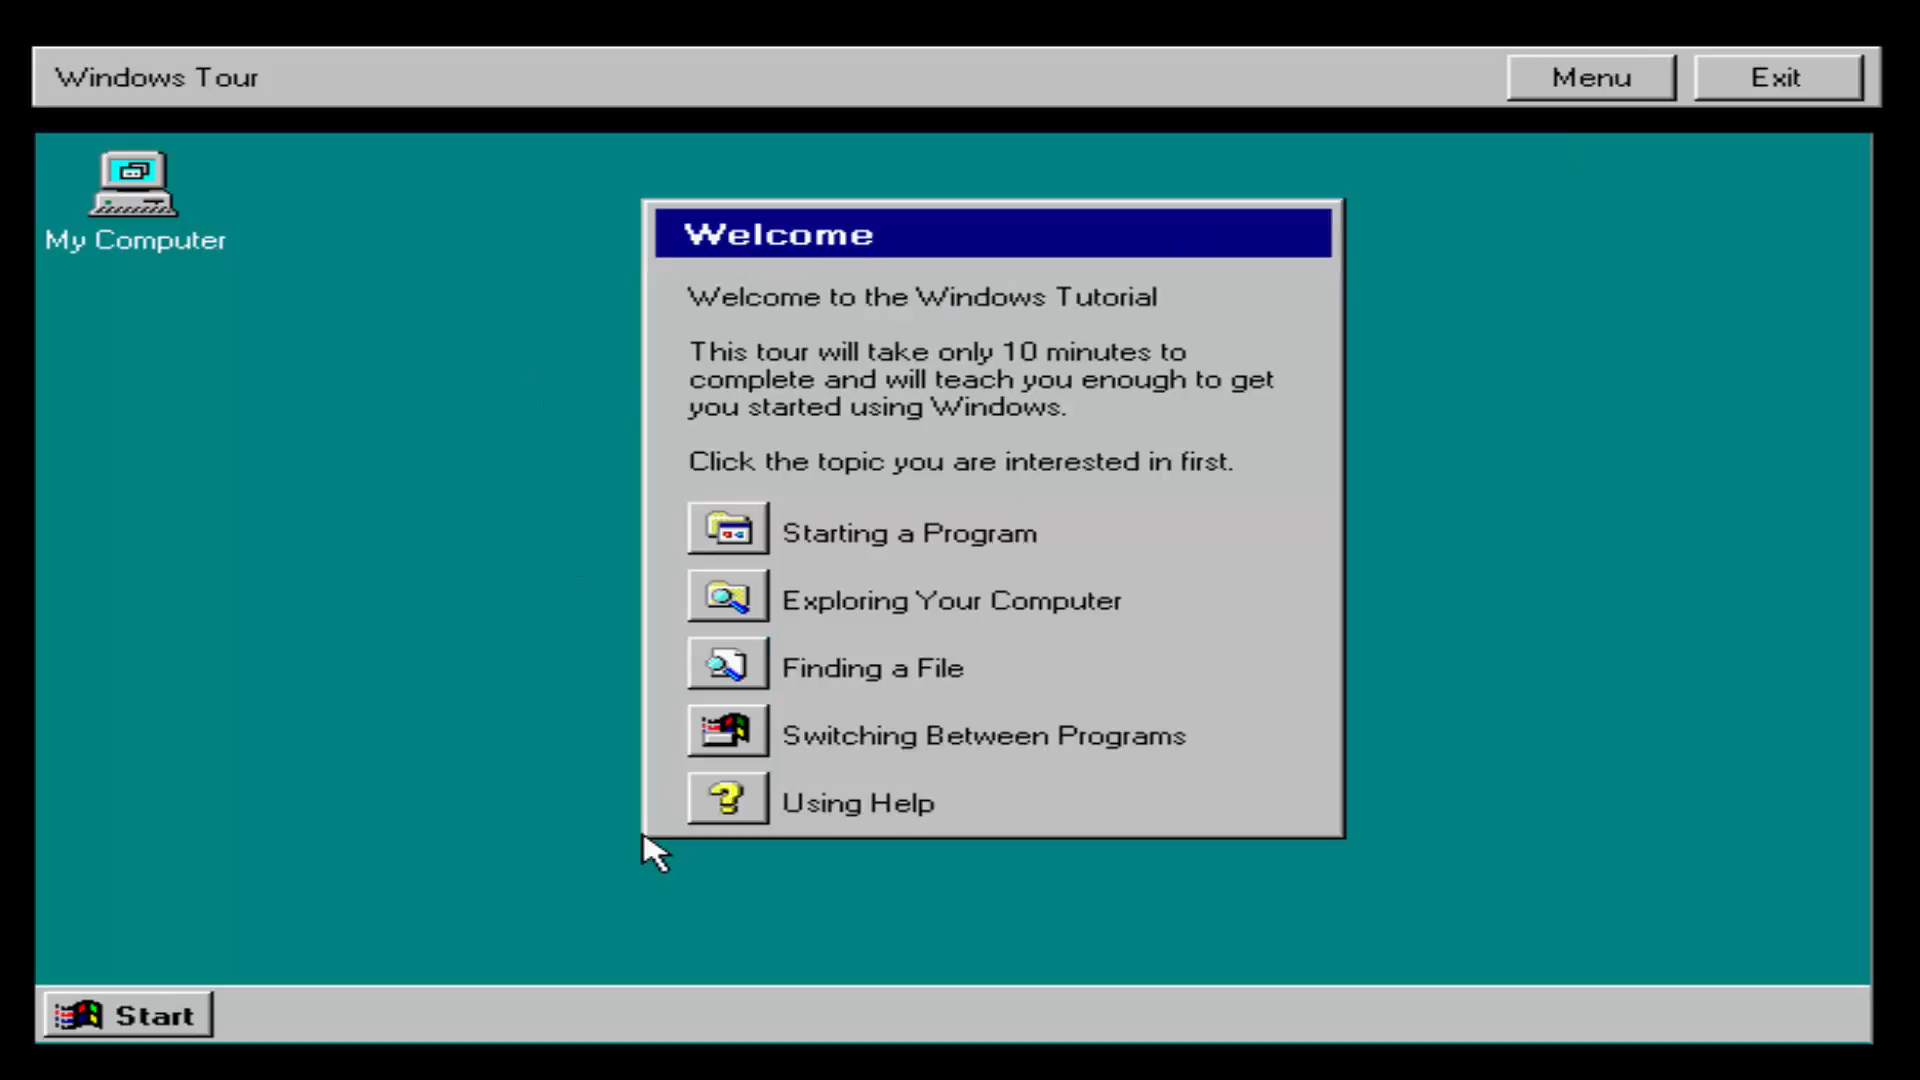 Windows Tour
Menu
Exit
My Computer
Welcome
Welcome to the Windows Tutorial
This tour will take only 10 minutes to
complete and will teach you enough to get
you started using Windows.
Click the topic you are interested in first.
Starting a Program
Exploring Your Computer
Finding a File
Switching Between Programs
Using Help
Start